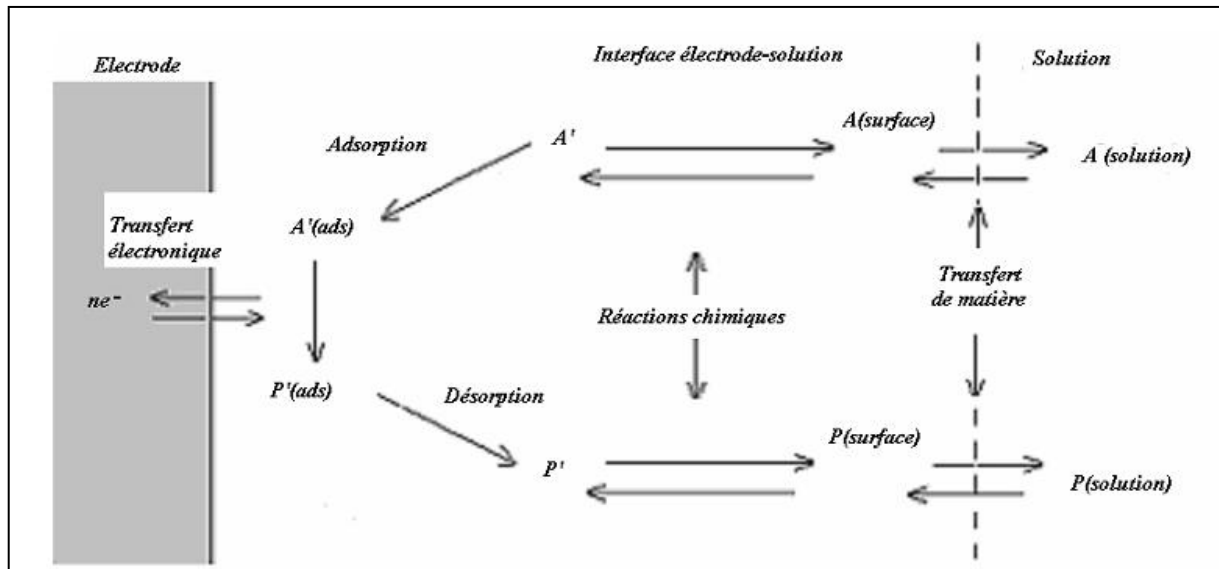 Electrode
Interface électrode-solution
Solution
Adsorption
A'
A(surface)
A (solution)
Transfert
électronique
A'(ads)
ne⁻
Réactions chimiques
Transfert
de matière
P'(ads)
Désorption
P'
P(surface)
P(solution)